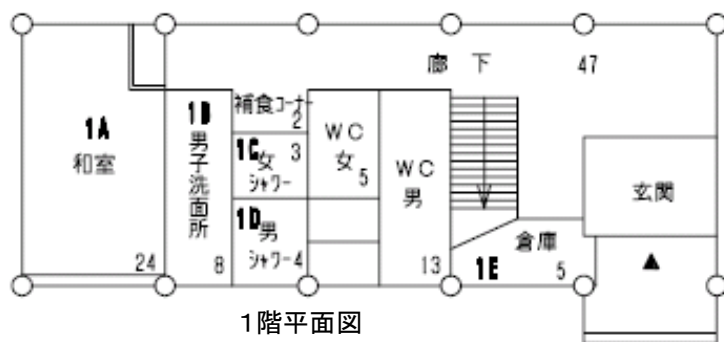 廊下 47
1A
和室
24
1B
男子洗面所
8
補食コーナー
2
1C女 3
シャワー
1D男
シャワー4
WC
女
5
WC
男
13
倉庫
1E 5
玄関
▲
1階平面図